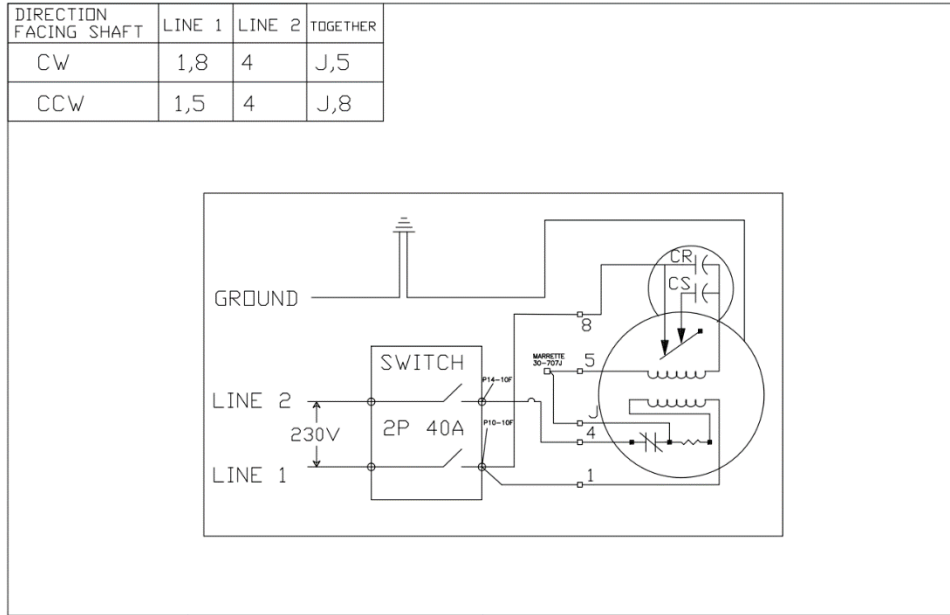 DIRECTION
FACING SHAFT
LINE 1
LINE 2
TOGETHER
CW
1,8
4
J,5
CCW
1,5
4
J,8
CR
CS
GROUND
8
MARRETTE
30-707J
5
SWITCH
P14-10F
LINE 2
J
2P 40A
P10-10F
230V
4
LINE 1
1